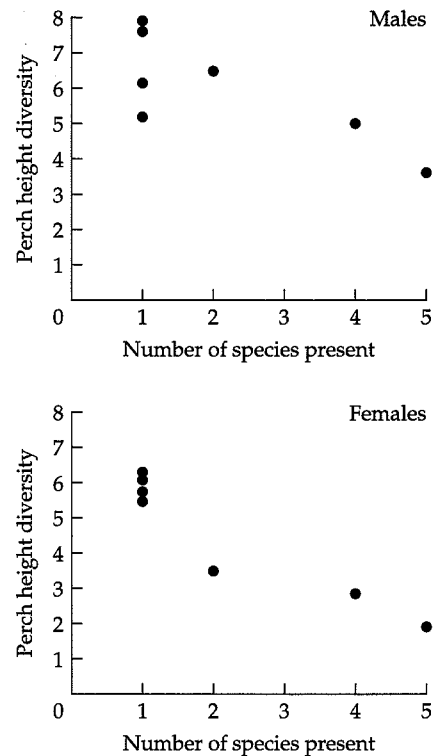 Males
Perch height diversity
8
7
6
5
4
3
2
1
0
1 2 3 4 5
Number of species present
Females
Perch height diversity
8
7
6
5
4
3
2
1
0
1 2 3 4 5
Number of species present